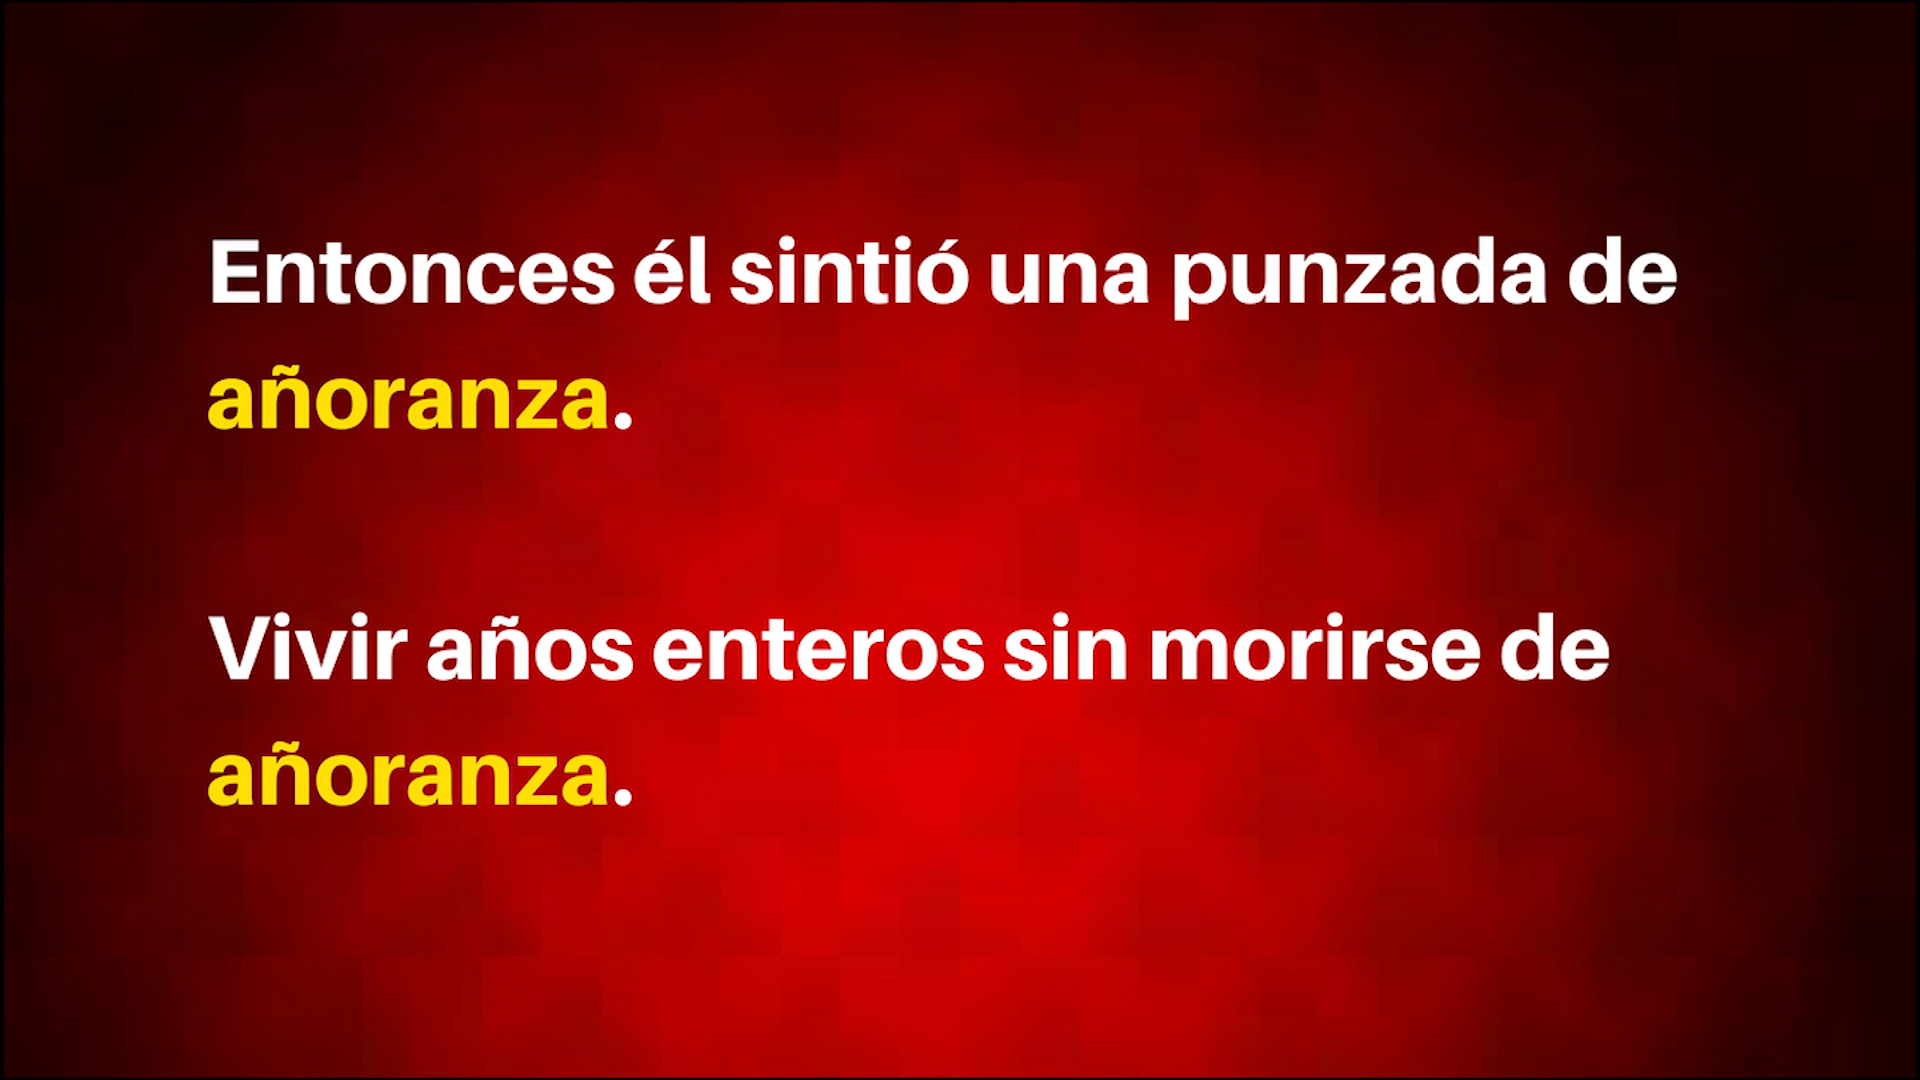 Entonces él sintió una punzada de
añoranza.
Vivir años enteros sin morirse de
añoranza.